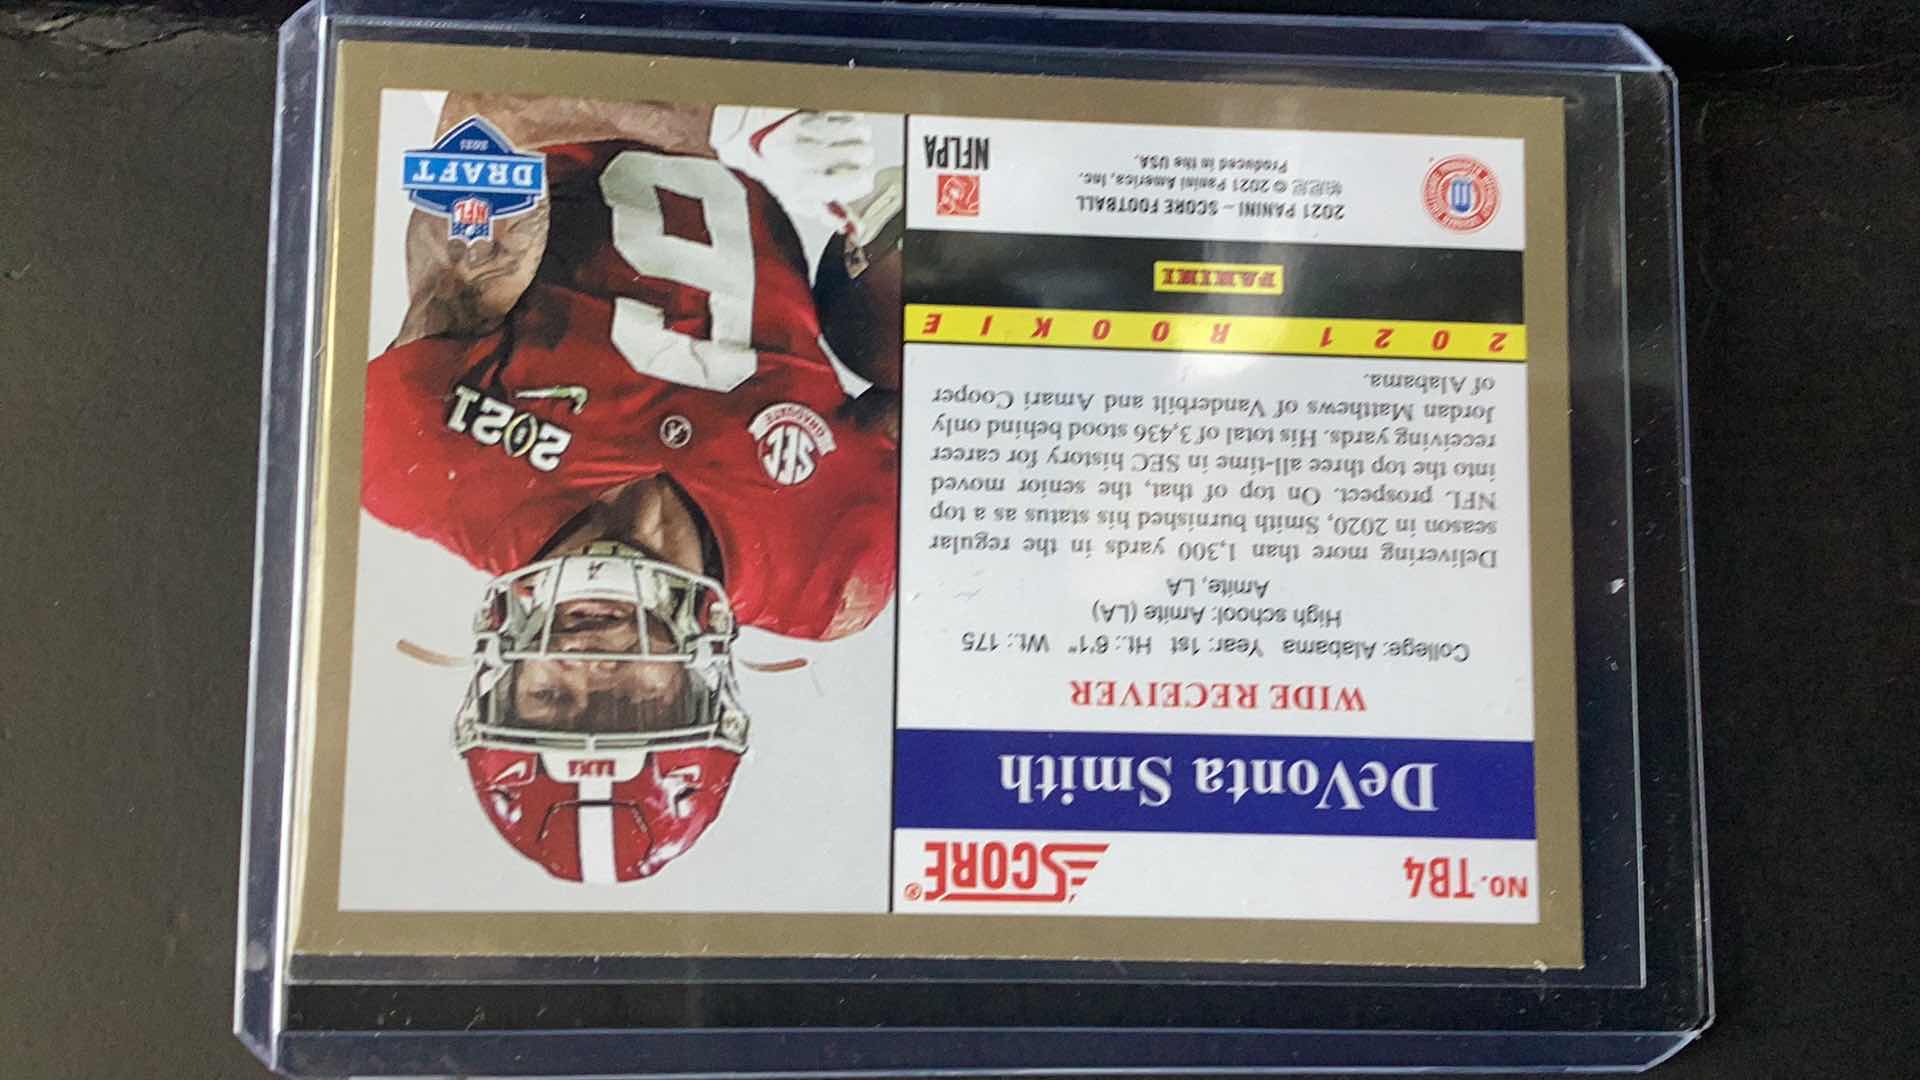 NO. TB4
SCORE®
DeVonta Smith
WIDE RECEIVER
College: Alabama Year: 1st Ht.: 6'1" Wt.: 175
High school: Amite (LA)
Amite, LA
Delivering more than 1,300 yards in the regular
season in 2020, Smith burnished his status as a top
NFL prospect. On top of that, the senior moved
into the top three all-time in SEC history for career
receiving yards. His total of 3,436 stood behind only
Jordan Matthews of Vanderbilt and Amari Cooper
of Alabama.
2021 ROOKIE
PANINI
2021 PANINI – SCORE FOOTBALL
© 2021 Panini America, Inc.
Produced in the USA.
NFLPA
BAMA
SEC
GRADUATE
2021
6
NFL
DRAFT
2021